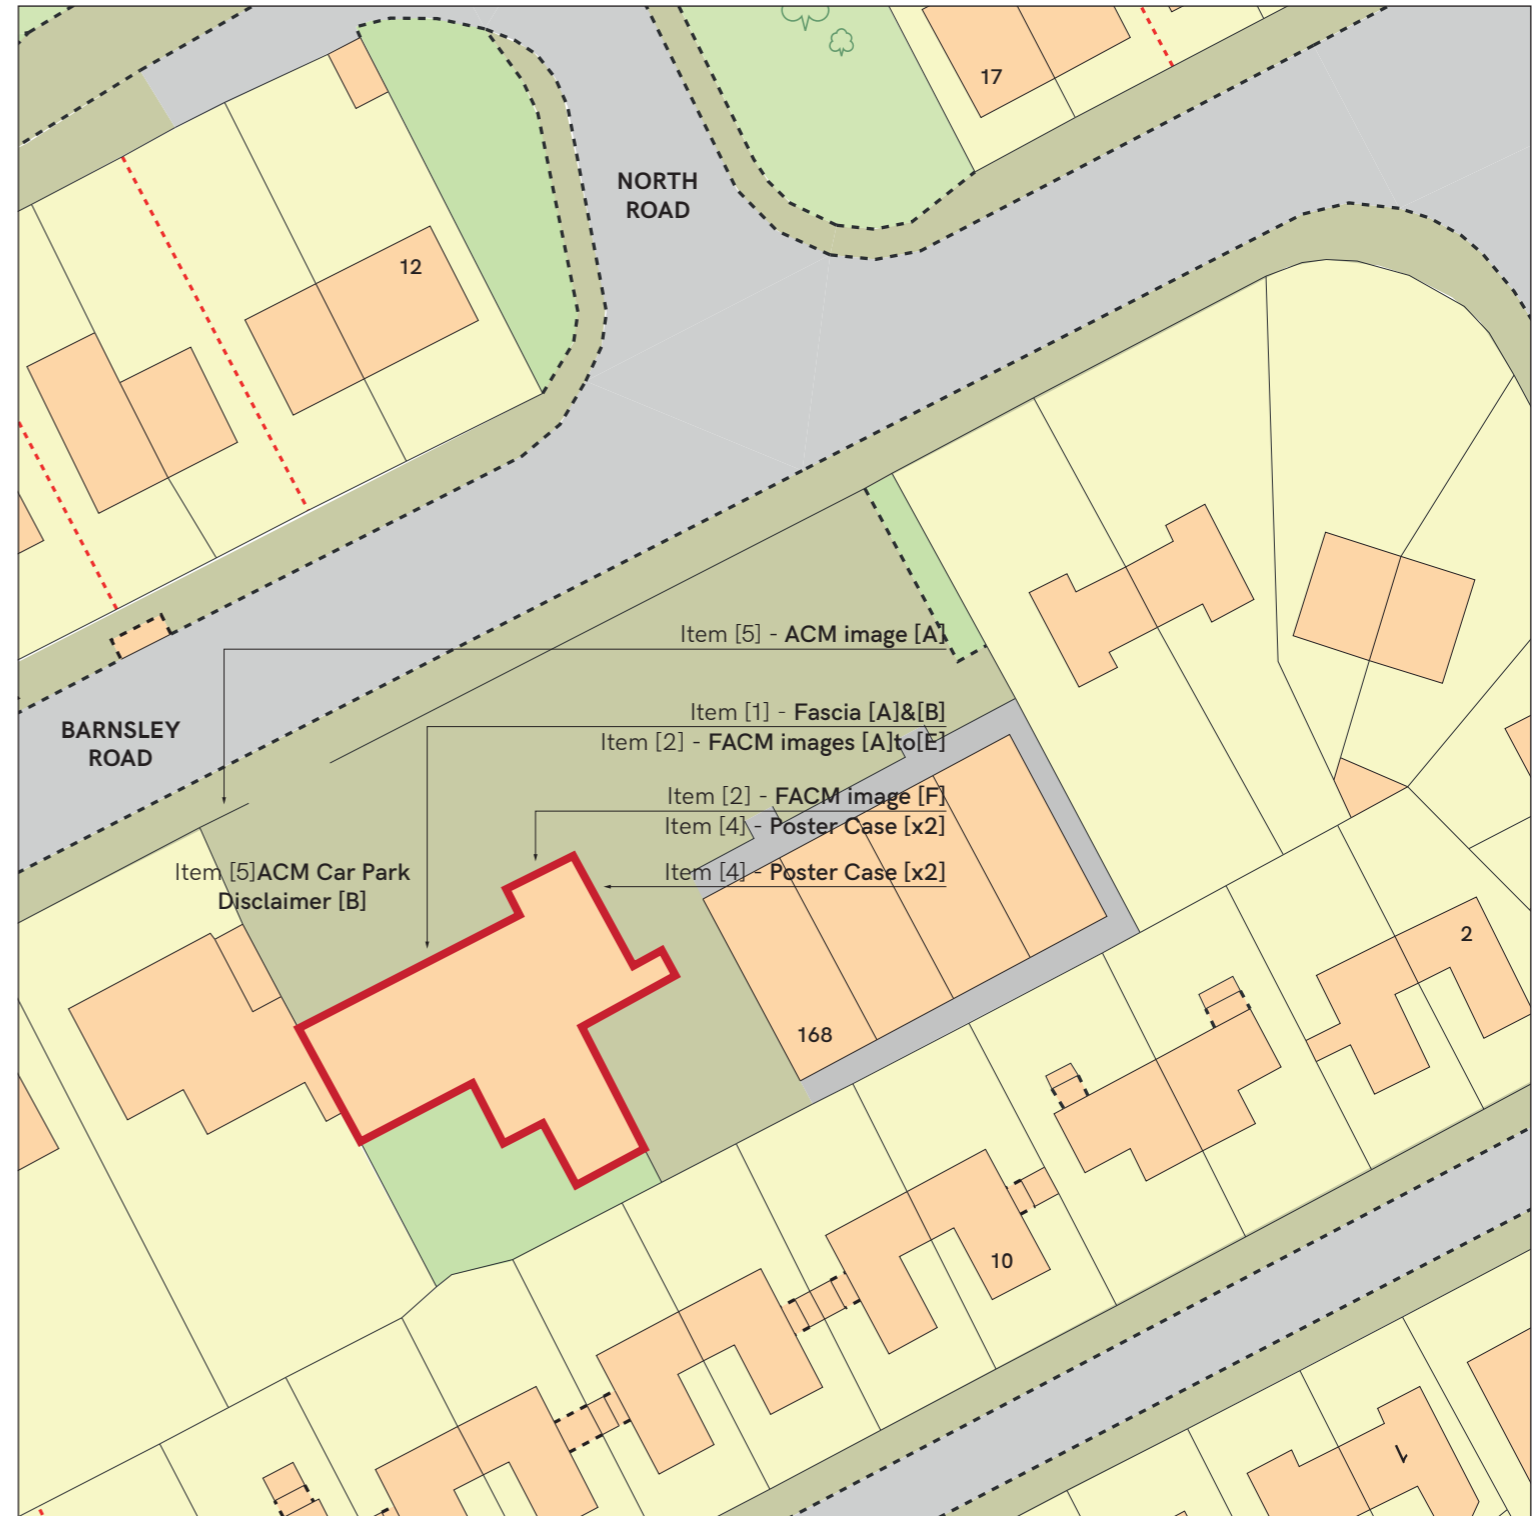 17
NORTH
ROAD
12
Item [5] - ACM image [A]
Item [1] - Fascia [A]&[B]
Item [2] - FACM images [A]to[E]
BARNSLEY
ROAD
Item [2] - FACM image [F]
Item [4] - Poster Case [x2]
Item [4] - Poster Case [x2]
Item [5]ACM Car Park
Disclaimer [B]
2
168
10
1